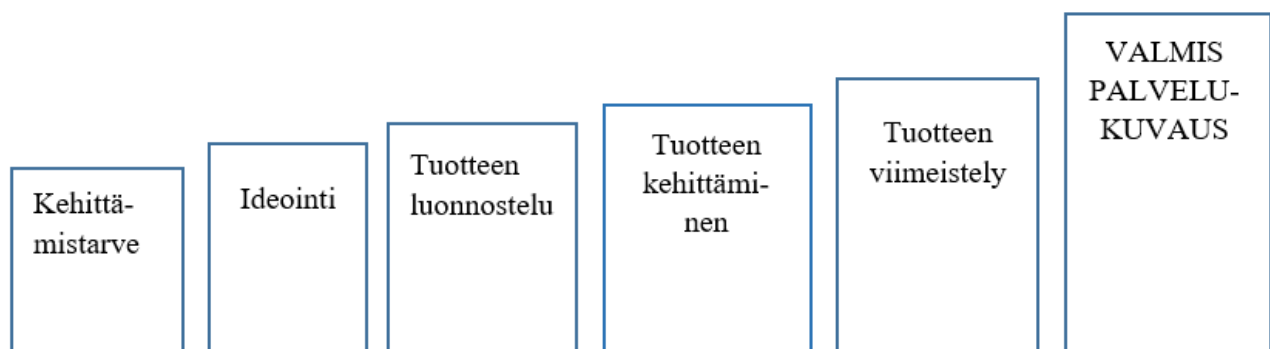 Kehittä-
mistarve
Ideointi
Tuotteen
luonnostelu
Tuotteen
kehittämi-
nen
Tuotteen
viimeistely
VALMIS
PALVELU-
KUVAUS